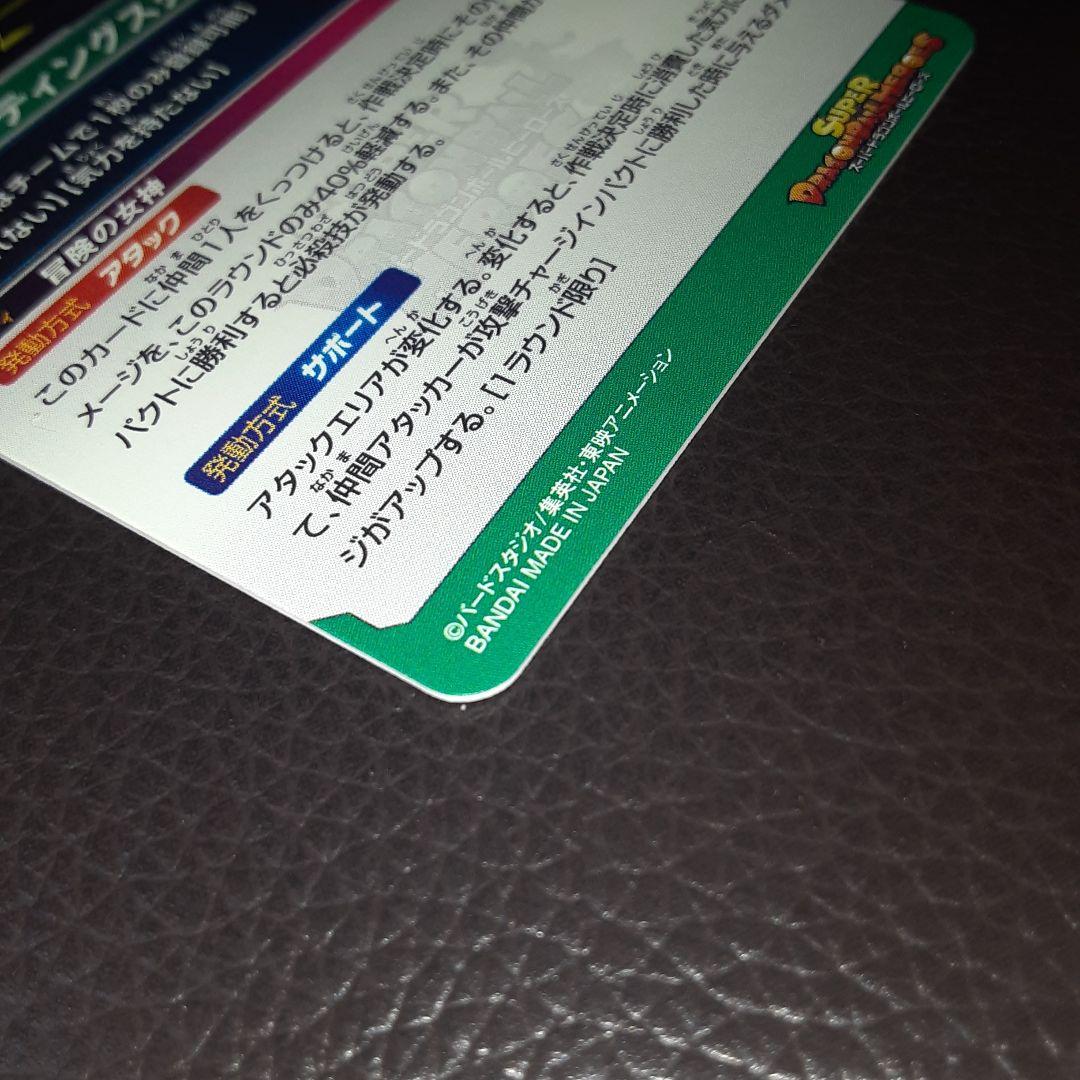 ティングス
はチームで1枚のみ登録可能
ない】【気力を持たない】
冒険の女神
発動方式 アタック
このカードに仲間1人をくっつけると、作戦決定時にその
メージを、このラウンドのみ40%軽減する。また、その仲間が
パクトに勝利すると必殺技が発動する。
発動方式 サポート
アタックエリアが変化する。変化すると、作戦決定時に消費した気力に
て、仲間アタッカーが攻撃チャージインパクトに勝利した時に与えるダメ
ジがアップする。[1ラウンド限り]
©バードスタジオ/集英社・東映アニメーション
BANDAI MADE IN JAPAN
SUPER
DRAGONBALL HEROES
スーパードラゴンボールヒーローズ